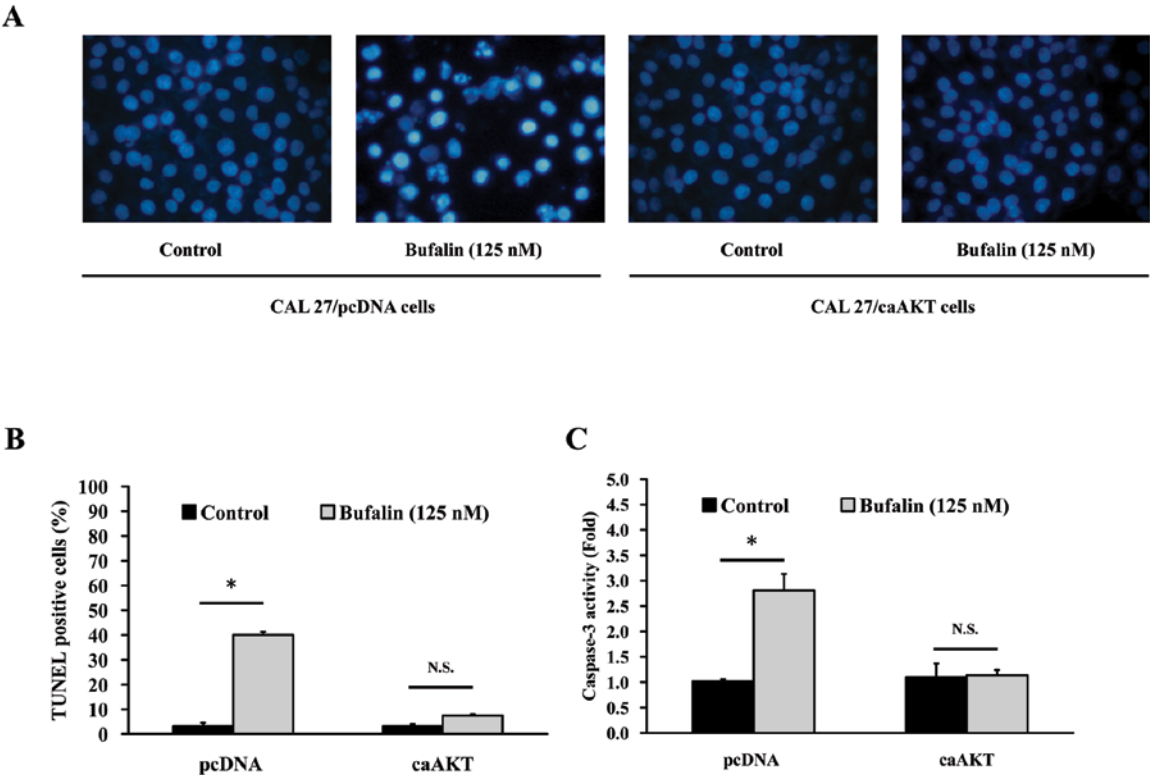 A
Control
Bufalin (125 nM)
Control
Bufalin (125 nM)
CAL 27/pcDNA cells
CAL 27/caAKT cells
B
TUNEL positive cells (%)
100
90
80
70
60
50
40
30
20
10
0
Control
Bufalin (125 nM)
*
N.S.
pcDNA
caAKT
C
Caspase-3 activity (Fold)
5.0
4.5
4.0
3.5
3.0
2.5
2.0
1.5
1.0
0.5
0.0
Control
Bufalin (125 nM)
*
N.S.
pcDNA
caAKT